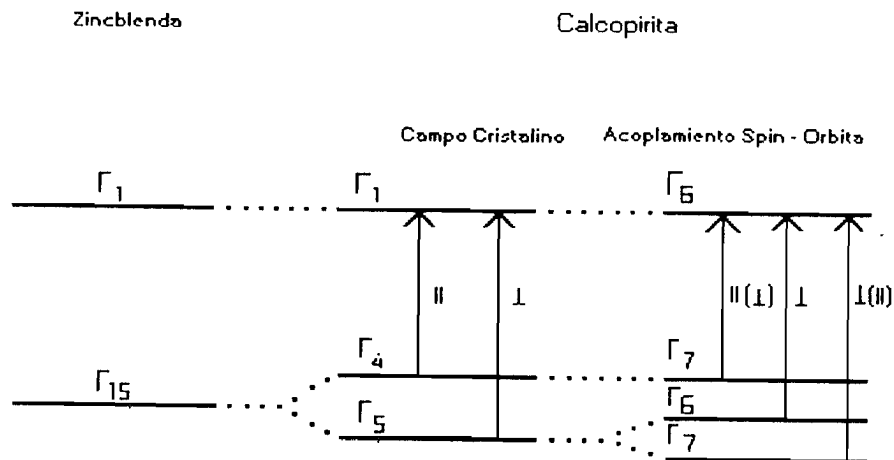 Zincblenda Calcopirita
Campo Cristalino Acoplamiento Spin - Orbita
Γ1 Γ1 Γ6
|| ⊥ ||(⊥) ⊥ ⊥(||)
Γ4 Γ7
Γ15 Γ6
Γ5 Γ7